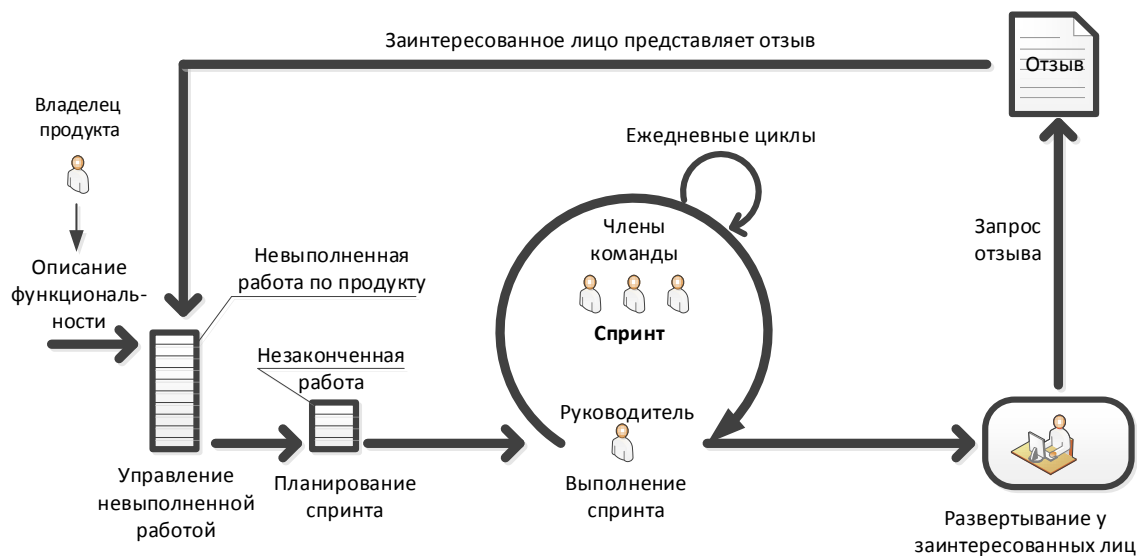 Заинтересованное лицо представляет отзыв
Отзыв
Владелец
продукта
Ежедневные циклы
Члены
команды
Запрос
отзыва
Описание
функциональ-
ности
Невыполненная
работа по продукту
Спринт
Незаконченная
работа
Руководитель
Управление
невыполненной
работой
Планирование
спринта
Выполнение
спринта
Развертывание у
заинтересованных лиц